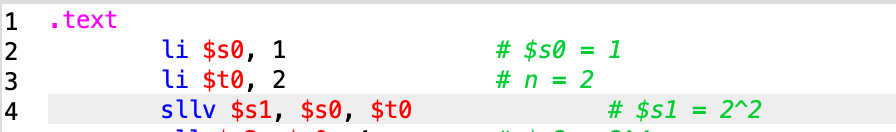 1 .text
2 li $s0, 1 # $s0 = 1
3 li $t0, 2 # n = 2
4 sllv $s1, $s0, $t0 # $s1 = 2^2